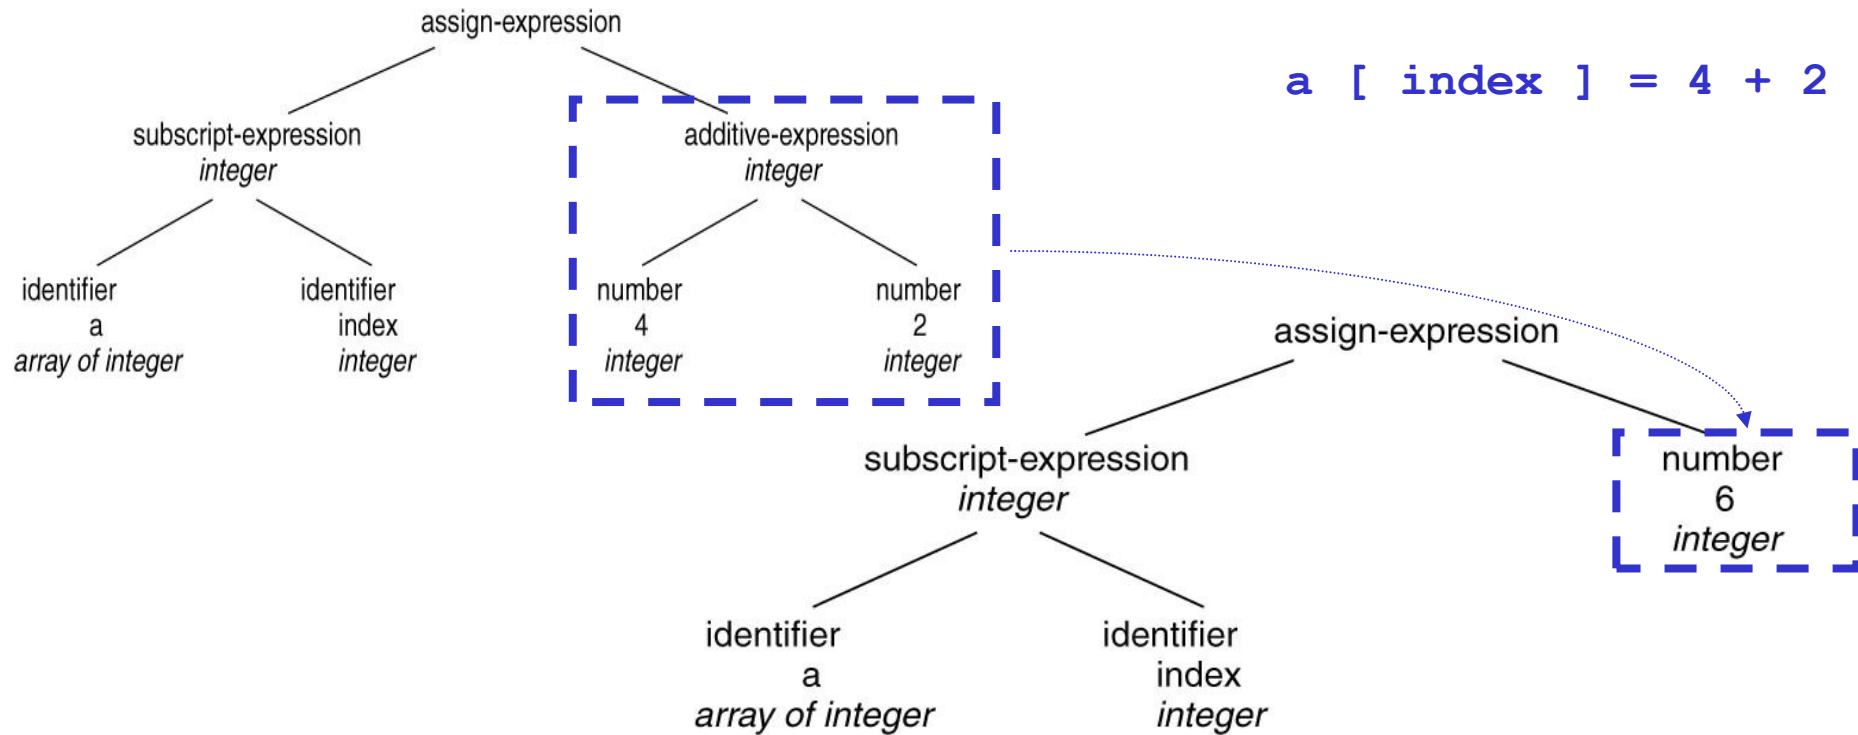 assign-expression
a [ index ] = 4 + 2
subscript-expression
integer
additive-expression
integer
identifier
a
array of integer
identifier
index
integer
number
4
integer
number
2
integer
assign-expression
subscript-expression
integer
number
6
integer
identifier
a
array of integer
identifier
index
integer